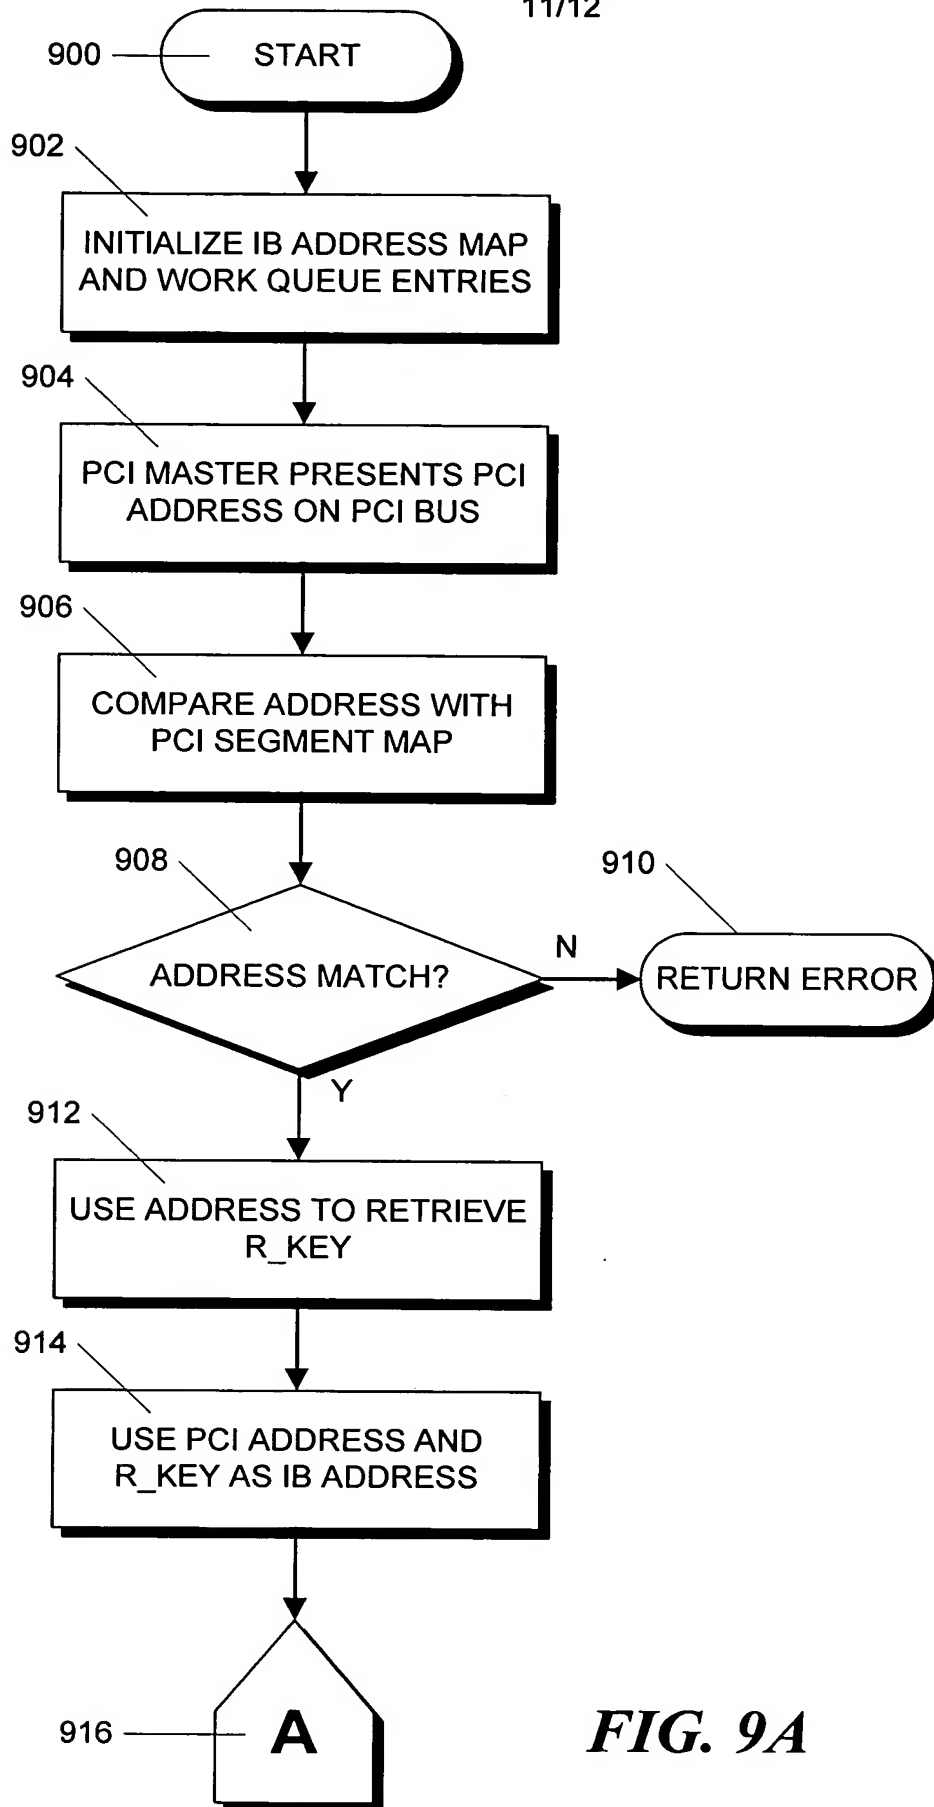 11/12
900
START
902
INITIALIZE IB ADDRESS MAP
AND WORK QUEUE ENTRIES
904
PCI MASTER PRESENTS PCI
ADDRESS ON PCI BUS
906
COMPARE ADDRESS WITH
PCI SEGMENT MAP
908
ADDRESS MATCH?
N
910
RETURN ERROR
Y
912
USE ADDRESS TO RETRIEVE
R_KEY
914
USE PCI ADDRESS AND
R_KEY AS IB ADDRESS
916
A
FIG. 9A